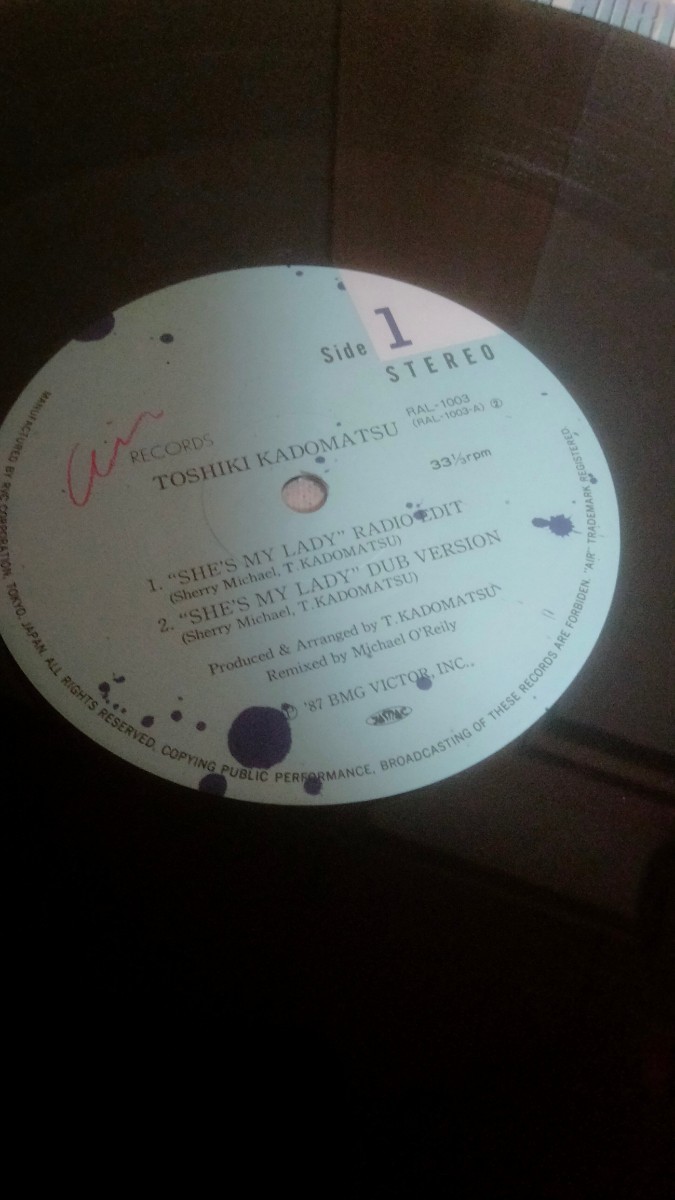 Side 1
STEREO
air RECORDS
RAL-1003
(RAL-1003-A) ②
TOSHIKI KADOMATSU
33⅓rpm
1. "SHE'S MY LADY" RADIO EDIT
(Sherry Michael, T.KADOMATSU)
2. "SHE'S MY LADY" DUB VERSION
(Sherry Michael, T.KADOMATSU)
Produced & Arranged by T.KADOMATSU
Remixed by Michael O'Reily
Ⓟ '87 BMG VICTOR, INC.,
MANUFACTURED BY RVC CORPORATION, TOKYO, JAPAN. ALL RIGHTS RESERVED. COPYING PUBLIC PERFORMANCE. BROADCASTING OF THESE RECORDS ARE FORBIDEN. "AIR" TRADEMARK REGISTERED.